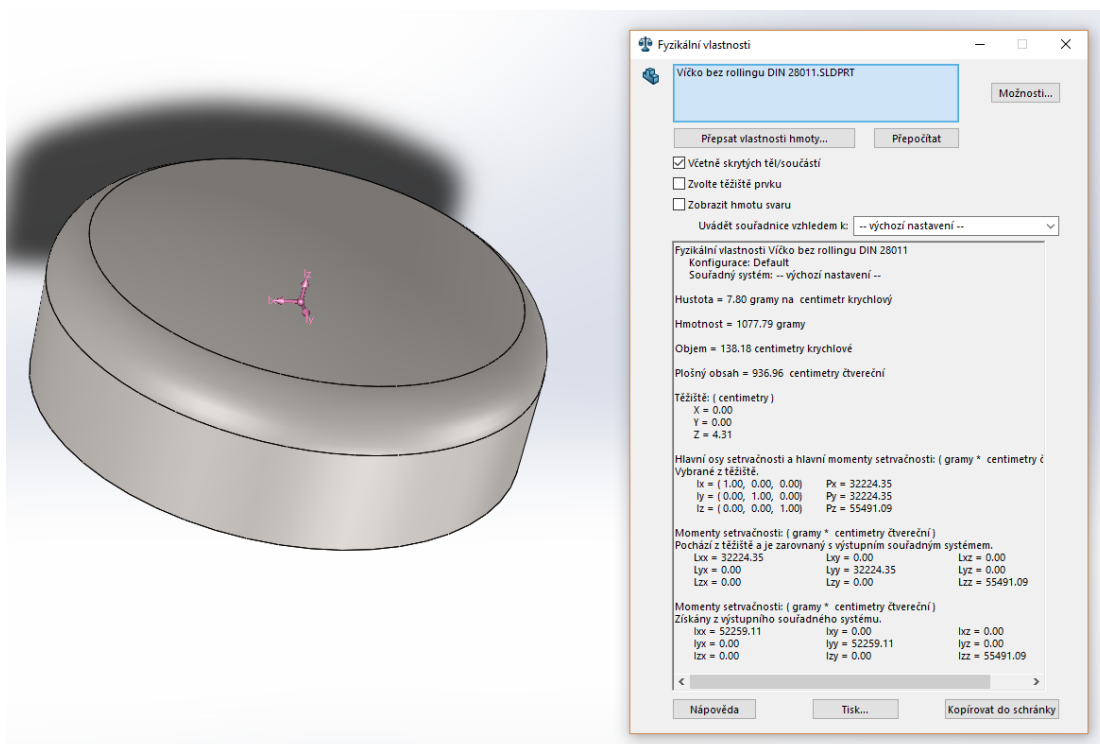 Fyzikální vlastnosti
Víčko bez rollingu DIN 28011.SLDPRT
Možnosti...
Přepsat vlastnosti hmoty...
Přepočítat
Včetně skrytých těl/součástí
Zvolte těžiště prvku
Zobrazit hmotu svaru
Uvádět souřadnice vzhledem k: -- výchozí nastavení --
Fyzikální vlastnosti Víčko bez rollingu DIN 28011
Konfigurace: Default
Souřadný systém: -- výchozí nastavení --
Hustota = 7.80 gramy na centimetr krychlový
Hmotnost = 1077.79 gramy
Objem = 138.18 centimetry krychlové
Plošný obsah = 936.96 centimetry čtvereční
Těžiště: ( centimetry )
X = 0.00
Y = 0.00
Z = 4.31
Hlavní osy setrvačnosti a hlavní momenty setrvačnosti: ( gramy * centimetry č
Vybrané z těžiště.
Ix = ( 1.00, 0.00, 0.00) Px = 32224.35
Iy = ( 0.00, 1.00, 0.00) Py = 32224.35
Iz = ( 0.00, 0.00, 1.00) Pz = 55491.09
Momenty setrvačnosti: ( gramy * centimetry čtvereční )
Pochází z těžiště a je zarovnaný s výstupním souřadným systémem.
Lxx = 32224.35 Lxy = 0.00 Lxz = 0.00
Lyx = 0.00 Lyy = 32224.35 Lyz = 0.00
Lzx = 0.00 Lzy = 0.00 Lzz = 55491.09
Momenty setrvačnosti: ( gramy * centimetry čtvereční )
Získány z výstupního souřadného systému.
Ixx = 52259.11 Ixy = 0.00 Ixz = 0.00
Iyx = 0.00 Iyy = 52259.11 Iyz = 0.00
Izx = 0.00 Izy = 0.00 Izz = 55491.09
Nápověda
Tisk...
Kopírovat do schránky
Iz
Ix
Iy